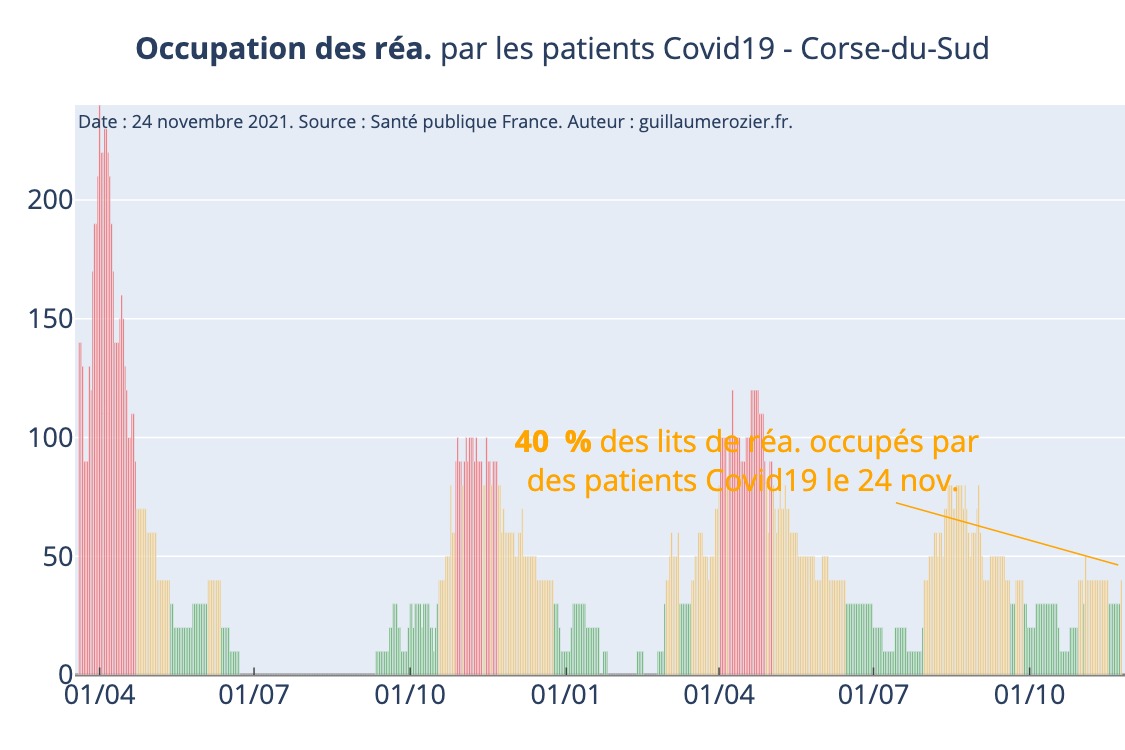 Occupation des réa. par les patients Covid19 - Corse-du-Sud
Date : 24 novembre 2021. Source : Santé publique France. Auteur : guillaumerozier.fr.
200
150
100
50
0
40 % des lits de réa. occupés par
des patients Covid19 le 24 nov.
01/04 01/07 01/10 01/01 01/04 01/07 01/10